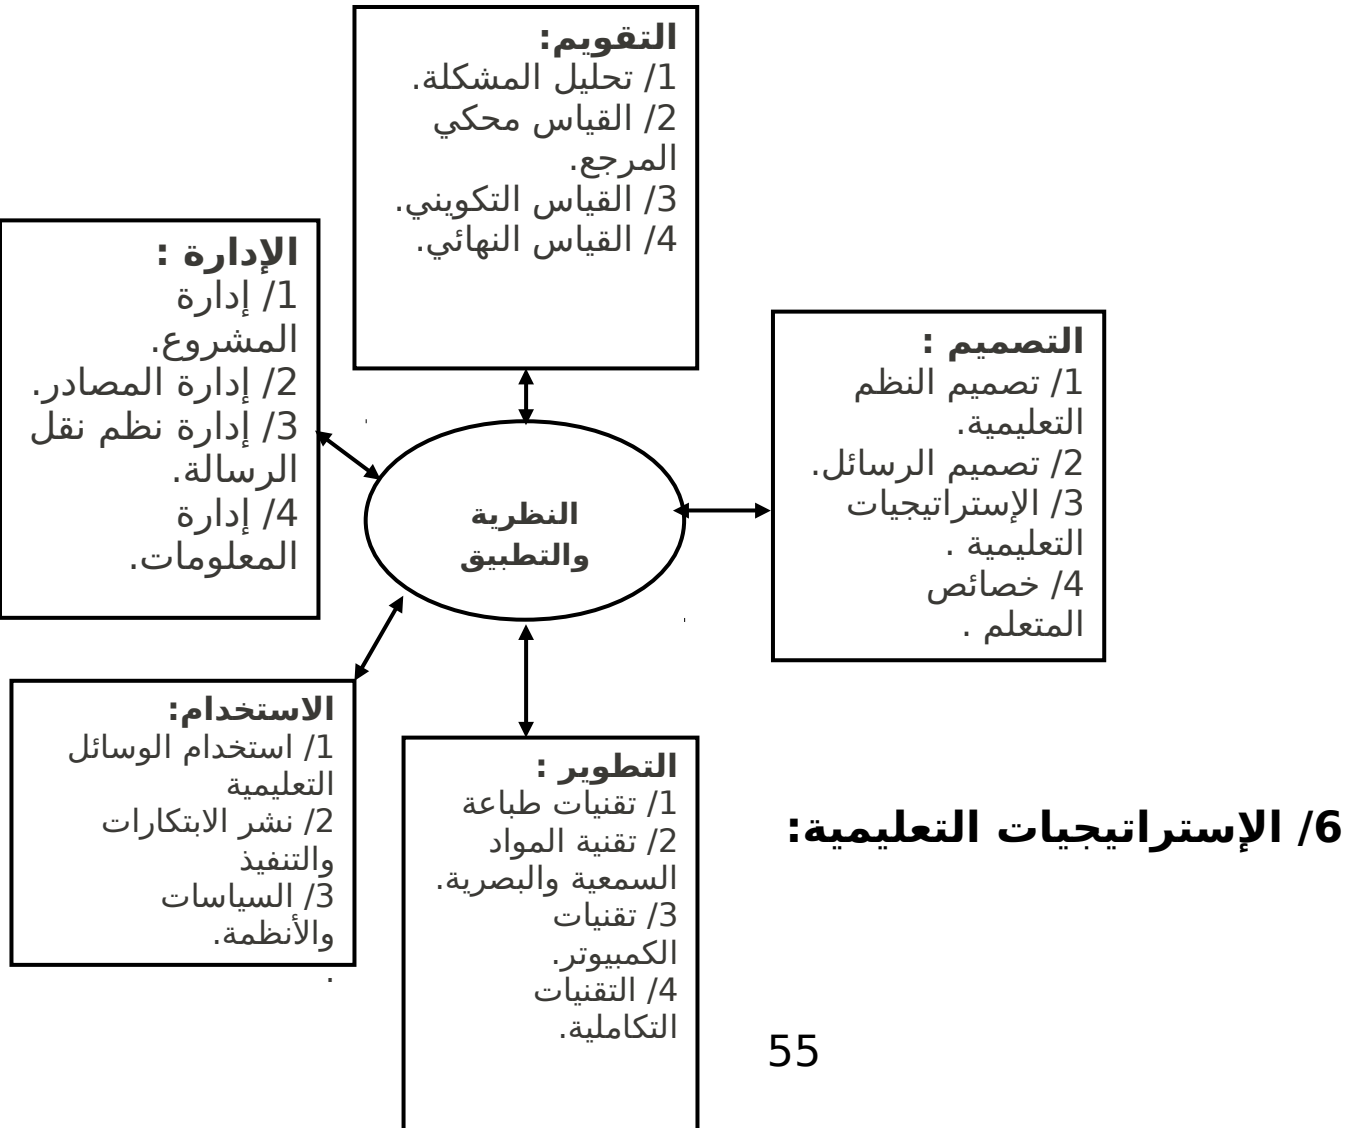 التقويم:
1/ تحليل المشكلة.
2/ القياس محكي
المرجع.
3/ القياس التكويني.
4/ القياس النهائي.
الإدارة :
1/ إدارة
المشروع.
2/ إدارة المصادر.
3/ إدارة نظم نقل
الرسالة.
4/ إدارة
المعلومات.
التصميم :
1/ تصميم النظم
التعليمية.
2/ تصميم الرسائل.
3/ الإستراتيجيات
التعليمية .
4/ خصائص
المتعلم .
النظرية
والتطبيق
الاستخدام:
1/ استخدام الوسائل
التعليمية
2/ نشر الابتكارات
والتنفيذ
3/ السياسات
والأنظمة.
.
التطوير :
1/ تقنيات طباعة
2/ تقنية المواد
السمعية والبصرية.
3/ تقنيات
الكمبيوتر.
4/ التقنيات
التكاملية.
6/ الإستراتيجيات التعليمية:
55